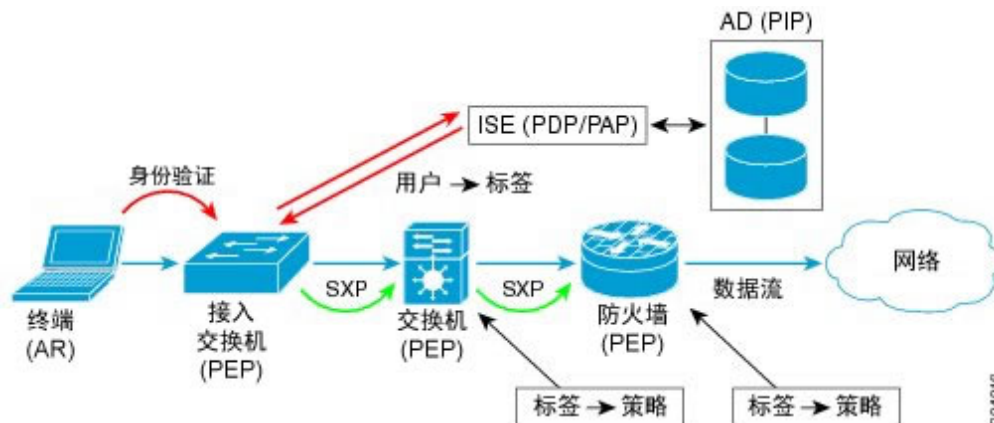 AD (PIP)
ISE (PDP/PAP)
身份验证
用户 → 标签
SXP
SXP
数据流
网络
终端
(AR)
接入
交换机
(PEP)
交换机
(PEP)
防火墙
(PEP)
标签 → 策略
标签 → 策略